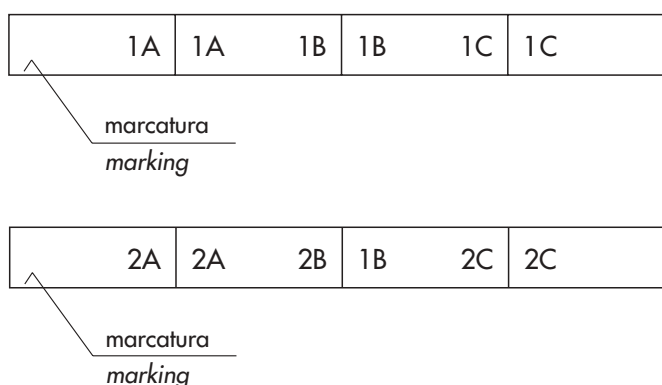 1A 1A 1B 1B 1C 1C
marcatura
marking
2A 2A 2B 1B 2C 2C
marcatura
marking